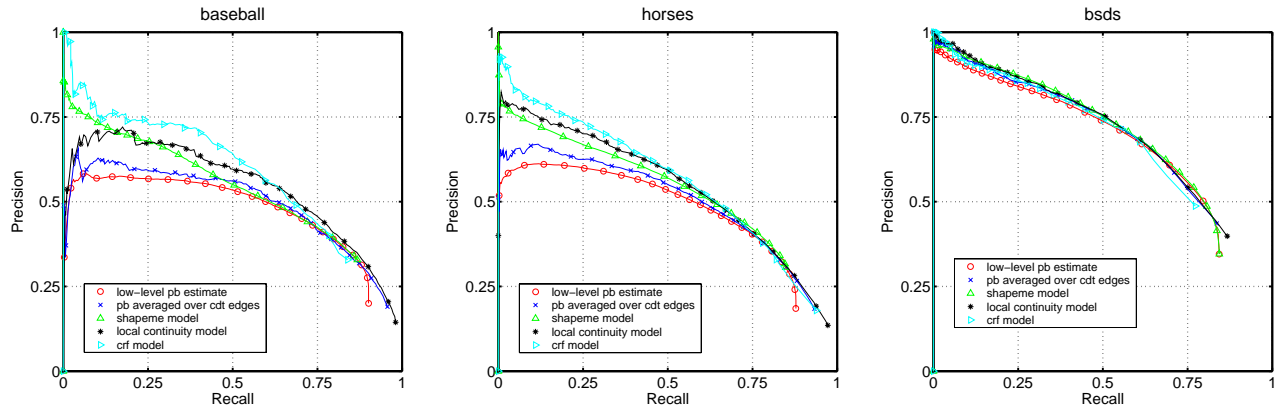 baseball
1
0.75
0.5
0.25
0
0
0.25
0.5
0.75
1
Precision
Recall
low−level pb estimate
pb averaged over cdt edges
shapeme model
local continuity model
crf model
horses
1
0.75
0.5
0.25
0
0
0.25
0.5
0.75
1
Precision
Recall
low−level pb estimate
pb averaged over cdt edges
shapeme model
local continuity model
crf model
bsds
1
0.75
0.5
0.25
0
0
0.25
0.5
0.75
1
Precision
Recall
low−level pb estimate
pb averaged over cdt edges
shapeme model
local continuity model
crf model